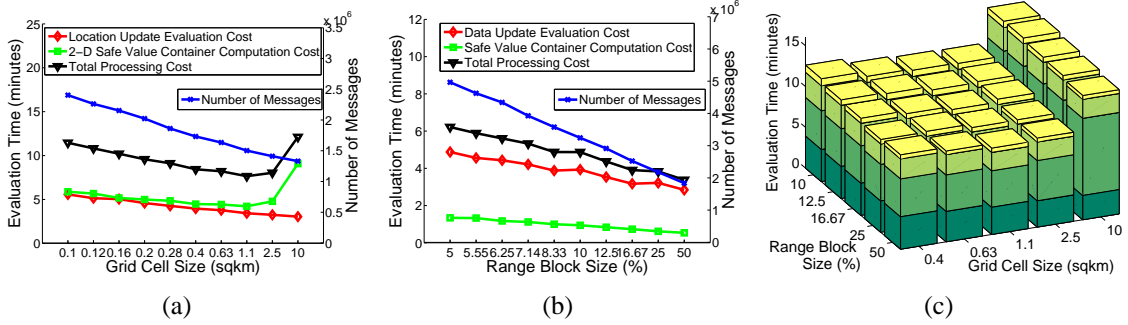 x 10^6
Location Update Evaluation Cost
2-D Safe Value Container Computation Cost
Total Processing Cost
Number of Messages
Evaluation Time (minutes)
25
20
15
10
5
0
Number of Messages
3.5
3
2.5
2
1.5
1
0.5
0
0.1 0.12 0.16 0.2 0.28 0.4 0.63 1.1 2.5 10
Grid Cell Size (sqkm)
(a)
x 10^6
Data Update Evaluation Cost
Safe Value Container Computation Cost
Total Processing Cost
Number of Messages
Evaluation Time (minutes)
12
10
8
6
4
2
0
Number of Messages
7
6
5
4
3
2
1
0
5 5.55 6.25 7.14 8.33 10 12.5 16.67 25 50
Range Block Size (%)
(b)
Evaluation Time (minutes)
15
10
5
0
10
12.5
16.67
25
50
Range Block
Size (%)
0.4
0.63
1.1
2.5
10
Grid Cell Size (sqkm)
(c)